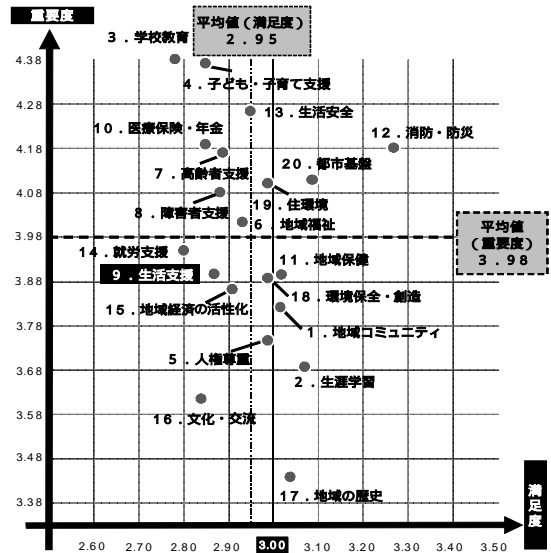 重要度
平均値（満足度）
２.９５
３．学校教育
4.38
４．子ども・子育て支援
4.28
１３．生活安全
１０．医療保険・年金
１２．消防・防災
4.18
２０．都市基盤
７．高齢者支援
4.08
１９．住環境
８．障害者支援
６．地域福祉
平均値
（重要度）
３.９８
3.98
１４．就労支援
１１．地域保健
９．生活支援
3.88
１８．環境保全・創造
１５．地域経済の活性化
3.78
１．地域コミュニティ
５．人権尊重
3.68
２．生涯学習
3.58
１６．文化・交流
3.48
１７．地域の歴史
3.38
満足度
2.60 2.70 2.80 2.90 3.00 3.10 3.20 3.30 3.40 3.50